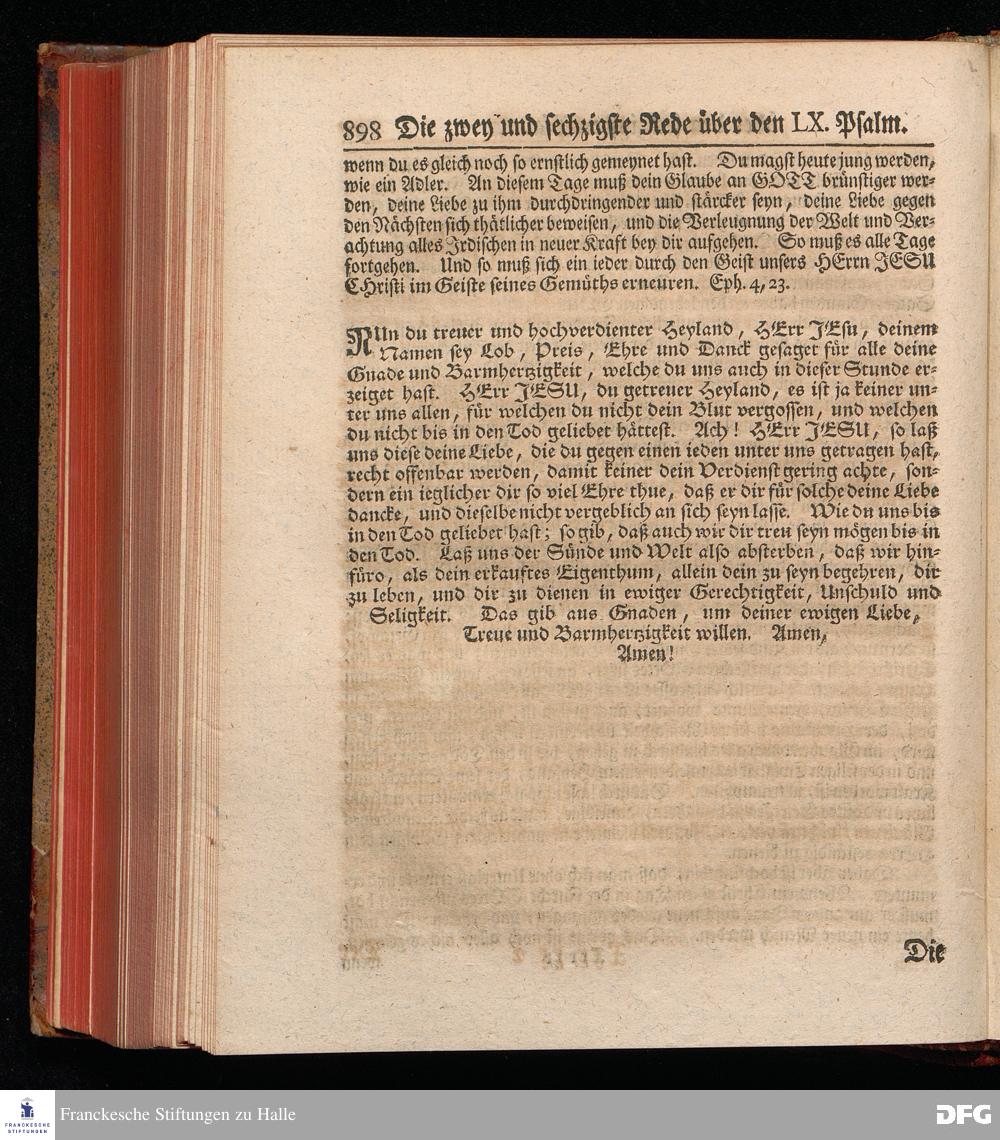 898 Die zwey und sechzigste Rede über den LX. Psalm.
wenn du es gleich noch so ernstlich gemeynet hast. Du magst heute jung werden,
wie ein Adler. An diesem Tage muß dein Glaube an GOTT brünstiger wer-
den, deine Liebe zu ihm durchdringender und stärcker seyn, deine Liebe gegen
den Nächsten sich thätlicher beweisen, und die Verleugnung der Welt und Ver-
achtung alles Irdischen in neuer Kraft bey dir aufgehen. So muß es alle Tage
fortgehen. Und so muß sich ein ieder durch den Geist unsers HErrn JESU
CHristi im Geiste seines Gemüths erneuren. Eph. 4, 23.
NUn du treuer und hochverdienter Heyland, HErr JEsu, deinem
Namen sey Lob, Preis, Ehre und Danck gesaget für alle deine
Gnade und Barmhertzigkeit, welche du uns auch in dieser Stunde er-
zeiget hast. HErr JESU, du getreuer Heyland, es ist ja keiner un-
ter uns allen, für welchen du nicht dein Blut vergossen, und welchen
du nicht bis in den Tod geliebet hättest. Ach! HErr JESU, so laß
uns diese deine Liebe, die du gegen einen ieden unter uns getragen hast,
recht offenbar werden, damit keiner dein Verdienst gering achte, son-
dern ein ieglicher dir so viel Ehre thue, daß er dir für solche deine Liebe
dancke, und dieselbe nicht vergeblich an sich seyn lasse. Wie du uns bis
in den Tod geliebet hast; so gib, daß auch wir dir treu seyn mögen bis in
den Tod. Laß uns der Sünde und Welt also absterben, daß wir hin-
füro, als dein erkauftes Eigenthum, allein dein zu seyn begehren, dir
zu leben, und dir zu dienen in ewiger Gerechtigkeit, Unschuld und
Seligkeit. Das gib aus Gnaden, um deiner ewigen Liebe,
Treue und Barmhertzigkeit willen. Amen,
Amen!
Die
FRANCKESCHE
STIFTUNGEN
Franckesche Stiftungen zu Halle
DFG